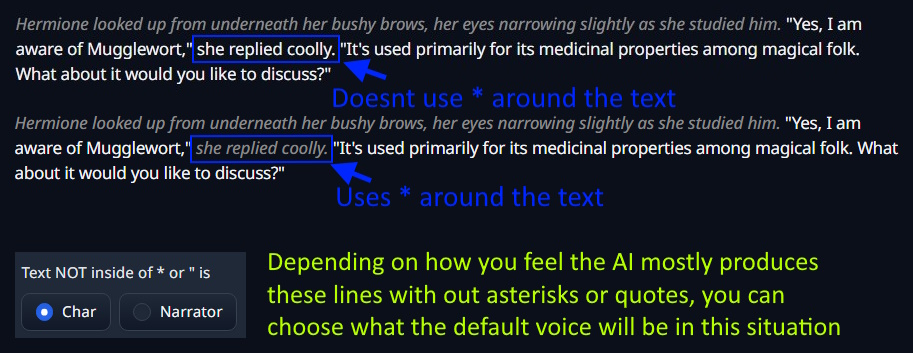 Hermione looked up from underneath her bushy brows, her eyes narrowing slightly as she studied him. "Yes, I am
aware of Mugglewort," she replied coolly. "It's used primarily for its medicinal properties among magical folk.
What about it would you like to discuss?"
Doesnt use * around the text
Hermione looked up from underneath her bushy brows, her eyes narrowing slightly as she studied him. "Yes, I am
aware of Mugglewort," she replied coolly. "It's used primarily for its medicinal properties among magical folk. What
about it would you like to discuss?"
Uses * around the text
Text NOT inside of * or " is
Char Narrator
Depending on how you feel the AI mostly produces
these lines with out asterisks or quotes, you can
choose what the default voice will be in this situation